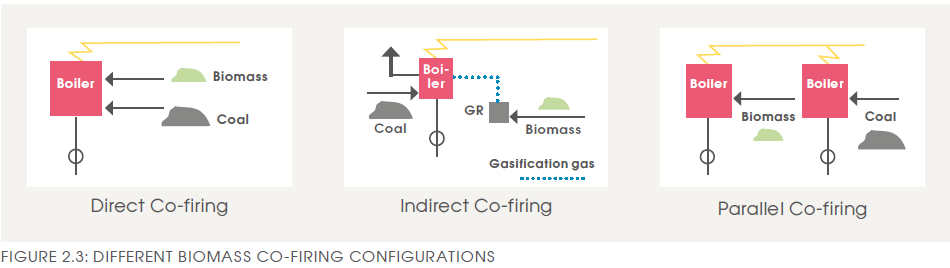 Boiler
Biomass
Coal
Direct Co-firing
Boi-
ler
GR
Coal
Biomass
Gasification gas
Indirect Co-firing
Boiler
Boiler
Biomass
Coal
Parallel Co-firing
FIGURE 2.3: DIFFERENT BIOMASS CO-FIRING CONFIGURATIONS